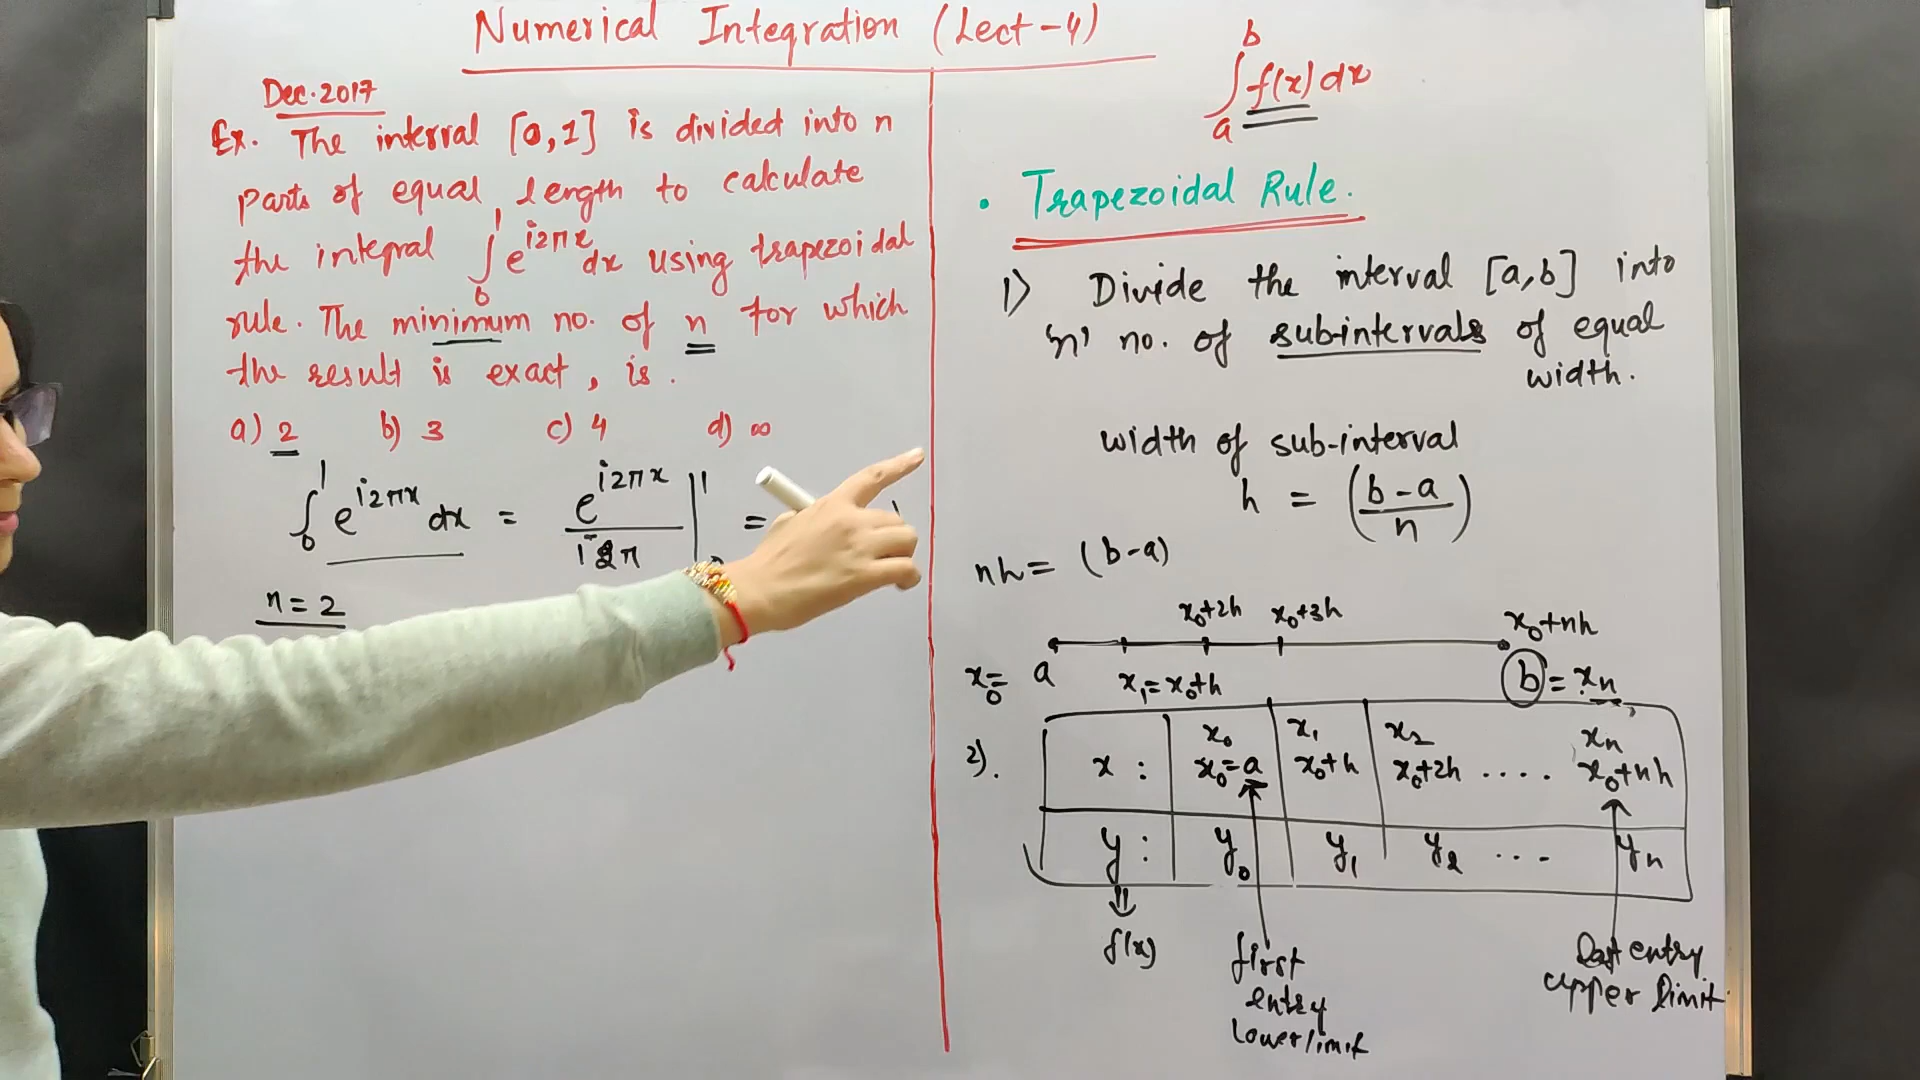 Numerical Integration (Lect-4)
Dec. 2017
Ex. The interval [0,1] is divided into n
parts of equal length to calculate
the integral ∫₀¹ e^{i2πx} dx using trapezoidal
rule. The minimum no. of n for which
the result is exact, is .
a) 2 b) 3 c) 4 d) ∞
∫₀¹ e^{i2πx} dx = e^{i2πx} / i2π |₀¹ =
n = 2
∫ₐᵇ f(x) dx
• Trapezoidal Rule.
1) Divide the interval [a,b] into
'n' no. of subintervals of equal
width.
width of sub-interval
h = (b-a / n)
nh = (b-a)
x₀+2h x₀+3h x₀+nh
x₀= a x₁=x₀+h b = xₙ
2). x : x₀ x₁ x₂ xₙ
x₀=a x₀+h x₀+2h .... x₀+nh
y : y₀ y₁ y₂ ... yₙ
f(x)
first
entry
lower limit
Last entry
upper limit